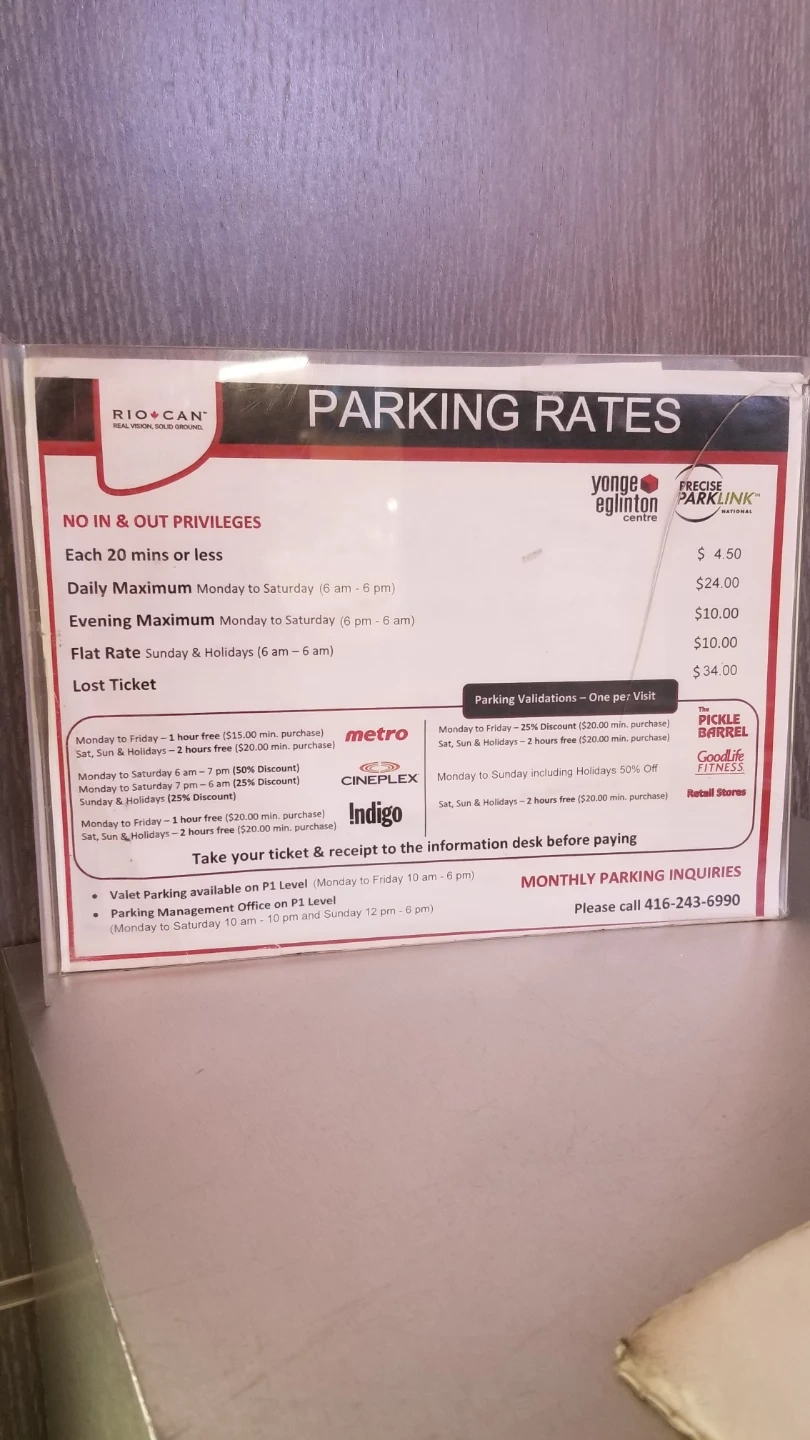 RIO CAN™
REAL VISION, SOLID GROUND.
PARKING RATES
yonge
eglinton
centre
PRECISE
PARKLINK™
NATIONAL
NO IN & OUT PRIVILEGES
Each 20 mins or less $ 4.50
Daily Maximum Monday to Saturday (6 am - 6 pm) $24.00
Evening Maximum Monday to Saturday (6 pm - 6 am) $10.00
Flat Rate Sunday & Holidays (6 am – 6 am) $10.00
Lost Ticket $34.00
Parking Validations – One per Visit
Monday to Friday – 1 hour free ($15.00 min. purchase)
Sat, Sun & Holidays – 2 hours free ($20.00 min. purchase)
metro
Monday to Saturday 6 am – 7 pm (50% Discount)
Monday to Saturday 7 pm – 6 am (25% Discount)
Sunday & Holidays (25% Discount)
CINEPLEX
Monday to Friday – 1 hour free ($20.00 min. purchase)
Sat, Sun & Holidays – 2 hours free ($20.00 min. purchase)
!ndigo
Monday to Friday – 25% Discount ($20.00 min. purchase)
Sat, Sun & Holidays – 2 hours free ($20.00 min. purchase)
The
PICKLE
BARREL
Monday to Sunday including Holidays 50% Off
GoodLife
FITNESS
Sat, Sun & Holidays – 2 hours free ($20.00 min. purchase)
Retail Stores
Take your ticket & receipt to the information desk before paying
• Valet Parking available on P1 Level (Monday to Friday 10 am - 6 pm)
• Parking Management Office on P1 Level
(Monday to Saturday 10 am - 10 pm and Sunday 12 pm - 6 pm)
MONTHLY PARKING INQUIRIES
Please call 416-243-6990